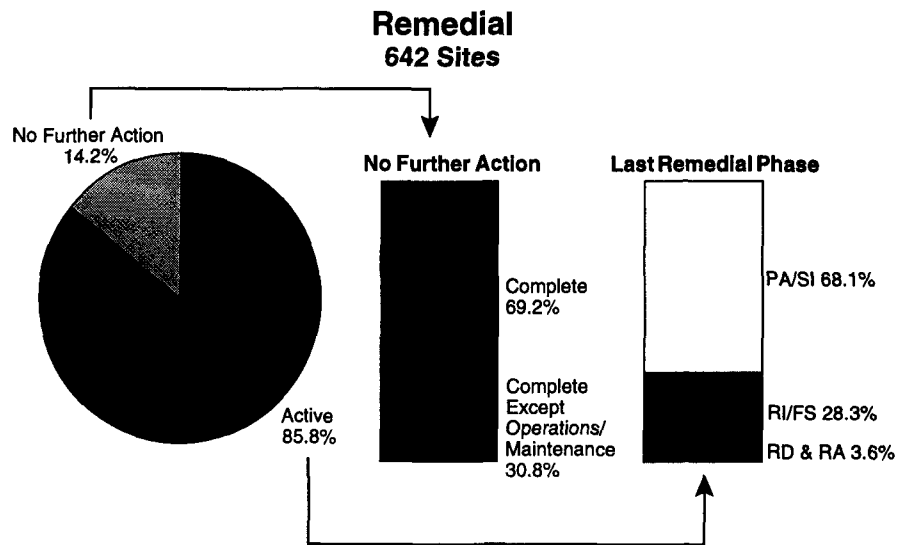 Remedial
642 Sites
No Further Action
14.2%
No Further Action
Last Remedial Phase
Complete
69.2%
PA/SI 68.1%
Complete
Except
Operations/
Maintenance
30.8%
Active
85.8%
RI/FS 28.3%
RD & RA 3.6%